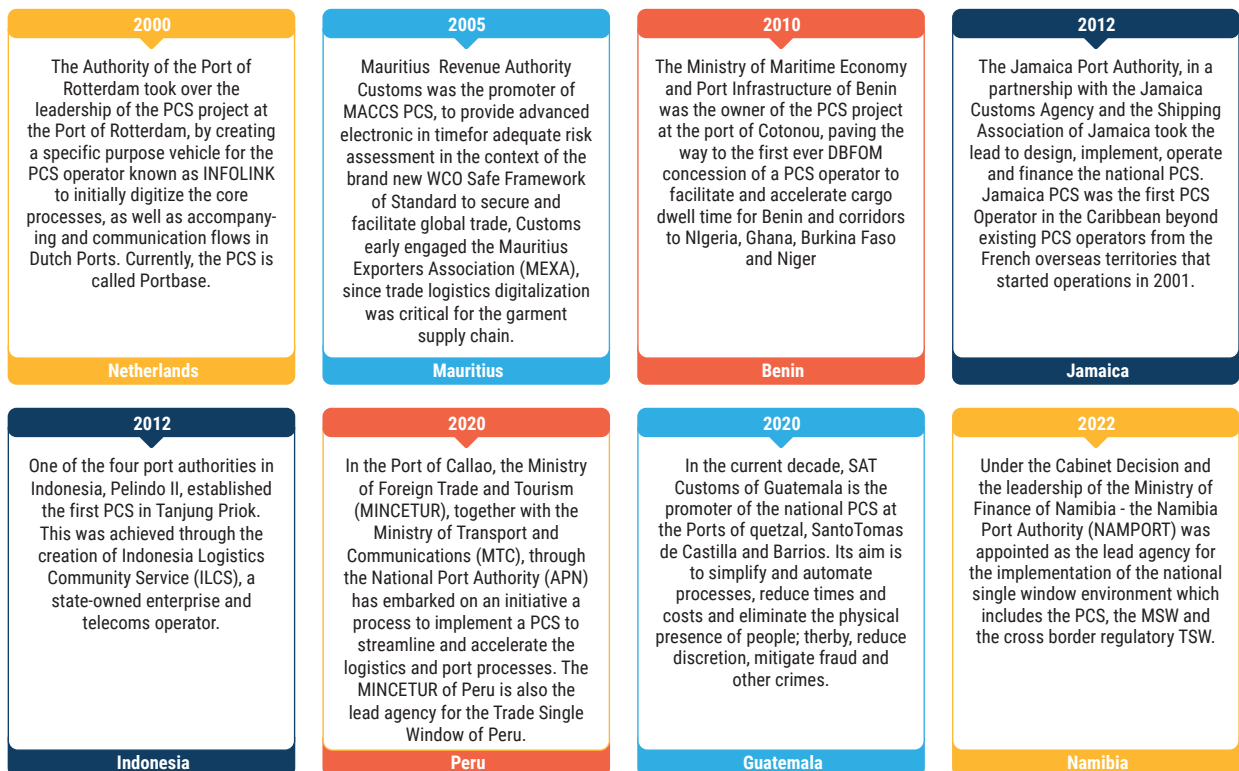 2000
The Authority of the Port of
Rotterdam took over the
leadership of the PCS project at
the Port of Rotterdam, by creating
a specific purpose vehicle for the
PCS operator known as INFOLINK
to initially digitize the core
processes, as well as accompany-
ing and communication flows in
Dutch Ports. Currently, the PCS is
called Portbase.
Netherlands
2005
Mauritius Revenue Authority
Customs was the promoter of
MACCS PCS, to provide advanced
electronic in timefor adequate risk
assessment in the context of the
brand new WCO Safe Framework
of Standard to secure and
facilitate global trade, Customs
early engaged the Mauritius
Exporters Association (MEXA),
since trade logistics digitalization
was critical for the garment
supply chain.
Mauritius
2010
The Ministry of Maritime Economy
and Port Infrastructure of Benin
was the owner of the PCS project
at the port of Cotonou, paving the
way to the first ever DBFOM
concession of a PCS operator to
facilitate and accelerate cargo
dwell time for Benin and corridors
to NIgeria, Ghana, Burkina Faso
and Niger
Benin
2012
The Jamaica Port Authority, in a
partnership with the Jamaica
Customs Agency and the Shipping
Association of Jamaica took the
lead to design, implement, operate
and finance the national PCS.
Jamaica PCS was the first PCS
Operator in the Caribbean beyond
existing PCS operators from the
French overseas territories that
started operations in 2001.
Jamaica
2012
One of the four port authorities in
Indonesia, Pelindo II, established
the first PCS in Tanjung Priok.
This was achieved through the
creation of Indonesia Logistics
Community Service (ILCS), a
state-owned enterprise and
telecoms operator.
Indonesia
2020
In the Port of Callao, the Ministry
of Foreign Trade and Tourism
(MINCETUR), together with the
Ministry of Transport and
Communications (MTC), through
the National Port Authority (APN)
has embarked on an initiative a
process to implement a PCS to
streamline and accelerate the
logistics and port processes. The
MINCETUR of Peru is also the
lead agency for the Trade Single
Window of Peru.
Peru
2020
In the current decade, SAT
Customs of Guatemala is the
promoter of the national PCS at
the Ports of quetzal, SantoTomas
de Castilla and Barrios. Its aim is
to simplify and automate
processes, reduce times and
costs and eliminate the physical
presence of people; therby, reduce
discretion, mitigate fraud and
other crimes.
Guatemala
2022
Under the Cabinet Decision and
the leadership of the Ministry of
Finance of Namibia - the Namibia
Port Authority (NAMPORT) was
appointed as the lead agency for
the implementation of the national
single window environment which
includes the PCS, the MSW and
the cross border regulatory TSW.
Namibia